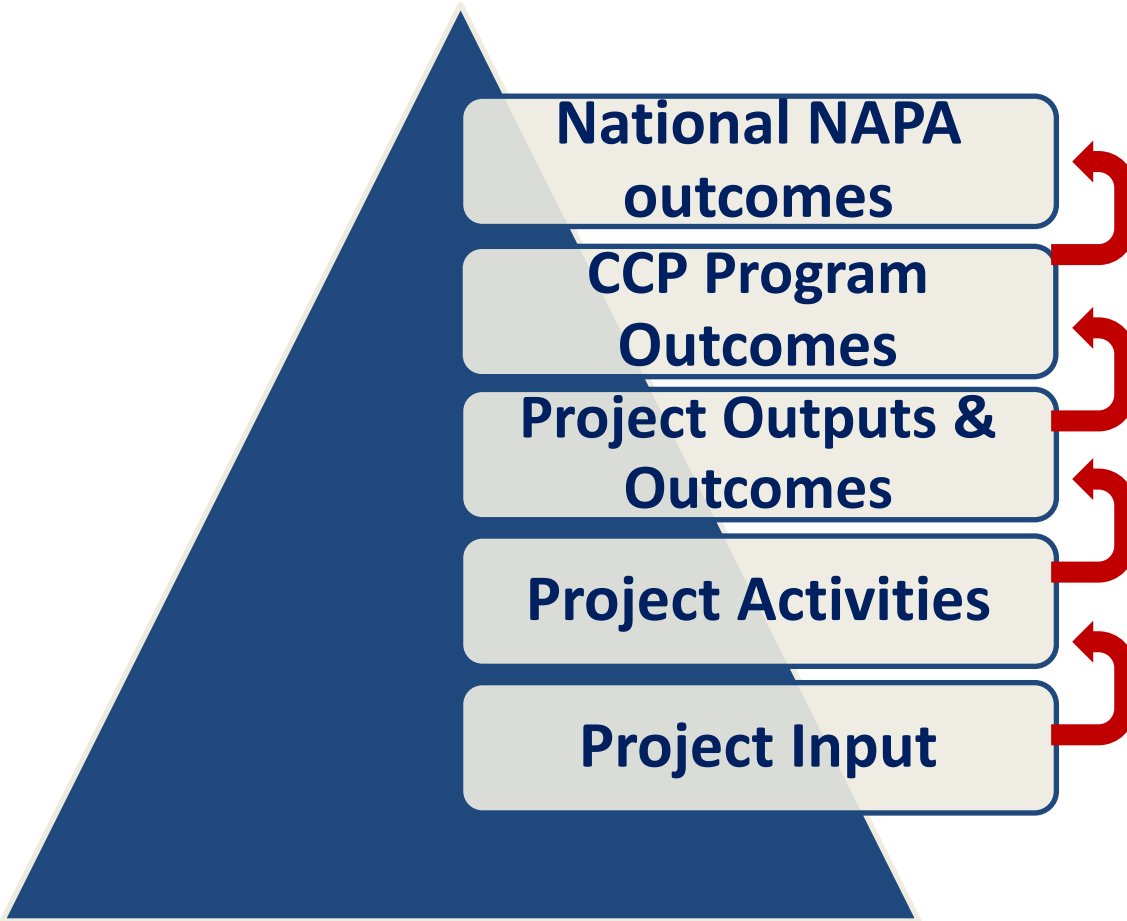 National NAPA
outcomes
CCP Program
Outcomes
Project Outputs &
Outcomes
Project Activities
Project Input